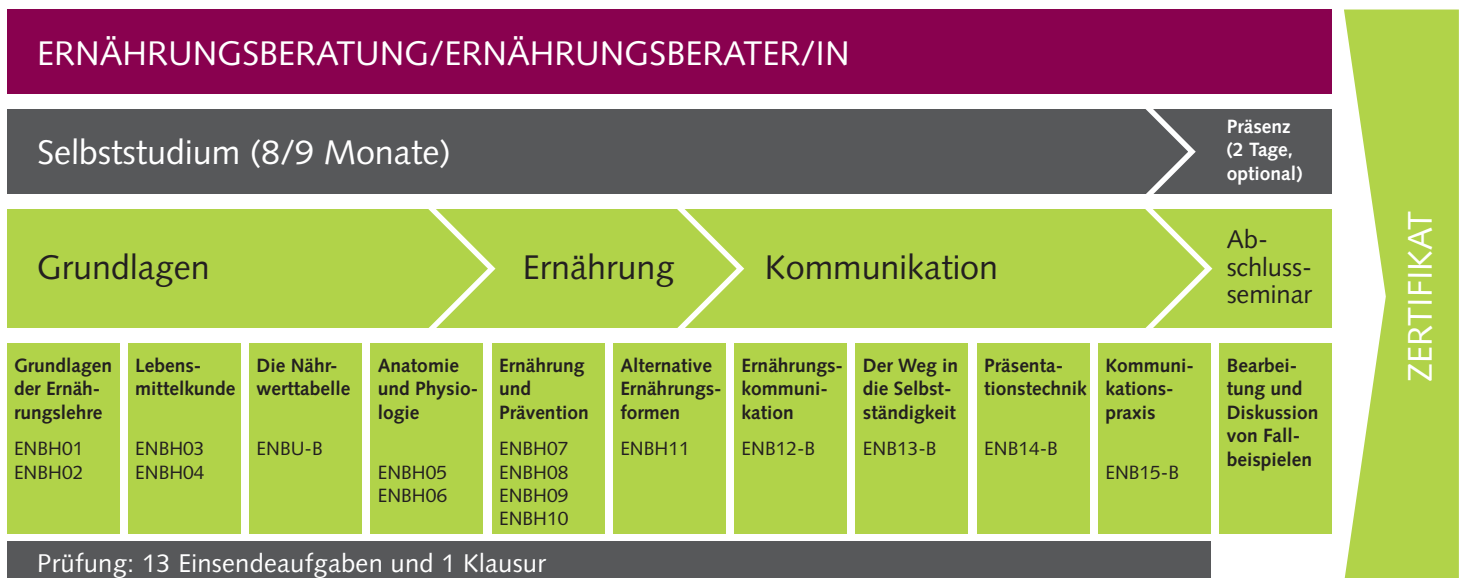 ERNÄHRUNGSBERATUNG/ERNÄHRUNGSBERATER/IN
Selbststudium (8/9 Monate)
Präsenz
(2 Tage,
optional)
Grundlagen
Ernährung
Kommunikation
Ab-
schluss-
seminar
Grundlagen
der Ernäh-
rungslehre
ENBH01
ENBH02
Lebens-
mittelkunde
ENBH03
ENBH04
Die Nähr-
werttabelle
ENBU-B
Anatomie
und Physio-
logie
ENBH05
ENBH06
Ernährung
und
Prävention
ENBH07
ENBH08
ENBH09
ENBH10
Alternative
Ernährungs-
formen
ENBH11
Ernährungs-
kommuni-
kation
ENB12-B
Der Weg in
die Selbst-
ständigkeit
ENB13-B
Präsenta-
tionstechnik
ENB14-B
Kommuni-
kations-
praxis
ENB15-B
Bearbei-
tung und
Diskussion
von Fall-
beispielen
Prüfung: 13 Einsendeaufgaben und 1 Klausur
ZERTIFIKAT